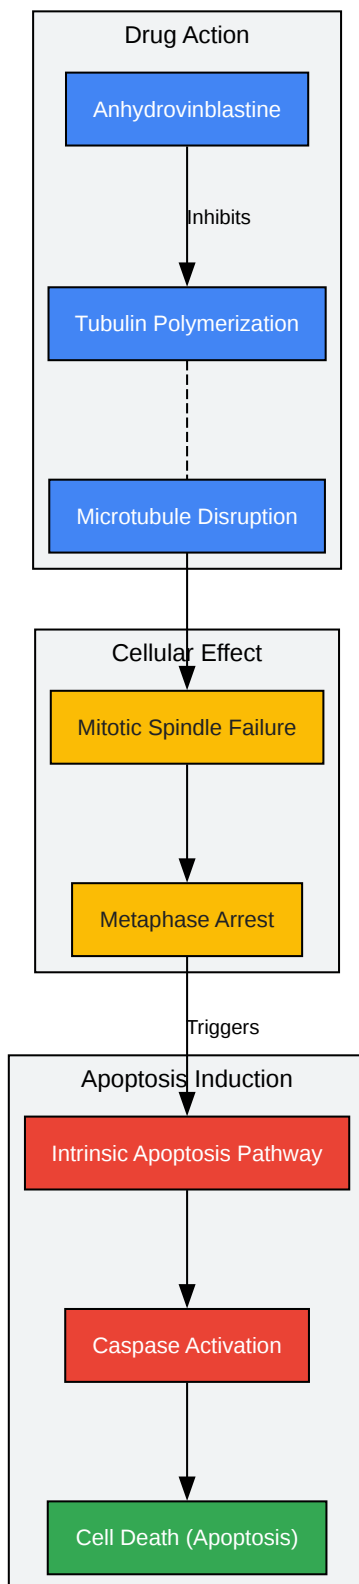 Drug Action
Anhydrovinblastine
Inhibits
Tubulin Polymerization
Microtubule Disruption
Cellular Effect
Mitotic Spindle Failure
Metaphase Arrest
Triggers
Apoptosis Induction
Intrinsic Apoptosis Pathway
Caspase Activation
Cell Death (Apoptosis)